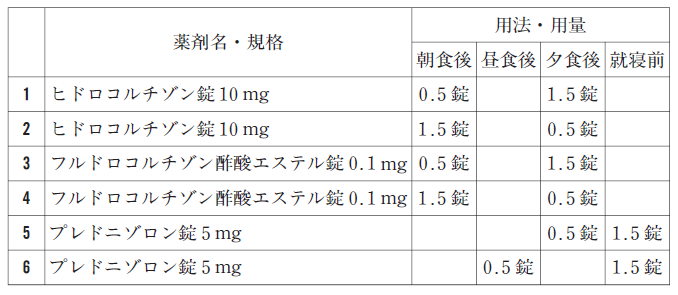 薬剤名・規格 用法・用量
朝食後 昼食後 夕食後 就寝前
1 ヒドロコルチゾン錠10 mg 0.5錠 1.5錠
2 ヒドロコルチゾン錠10 mg 1.5錠 0.5錠
3 フルドロコルチゾン酢酸エステル錠0.1 mg 0.5錠 1.5錠
4 フルドロコルチゾン酢酸エステル錠0.1 mg 1.5錠 0.5錠
5 プレドニゾロン錠5 mg 0.5錠 1.5錠
6 プレドニゾロン錠5 mg 0.5錠 1.5錠